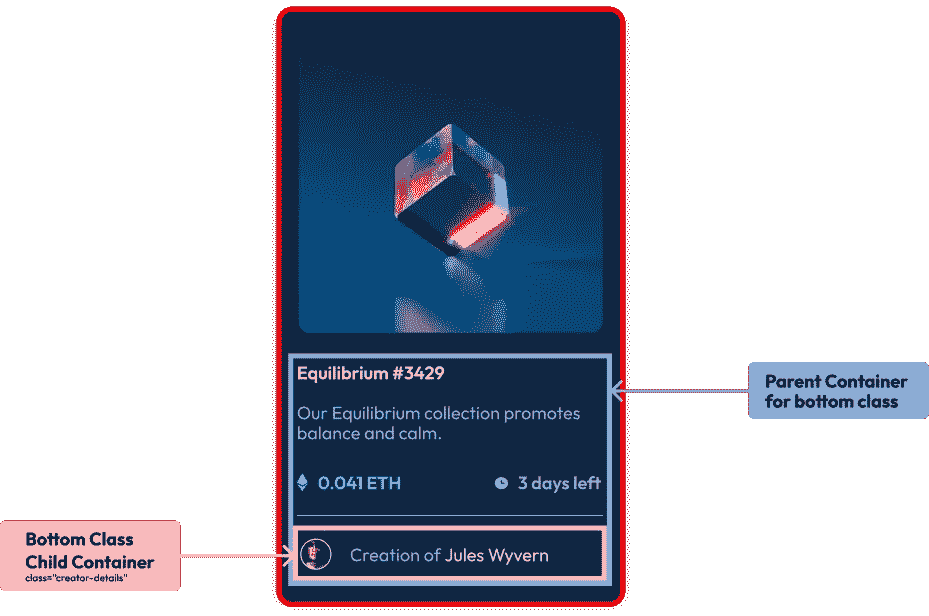 Equilibrium #3429
Our Equilibrium collection promotes
balance and calm.
0.041 ETH
3 days left
Creation of Jules Wyvern
Parent Container
for bottom class
Bottom Class
Child Container
class="creator-details"